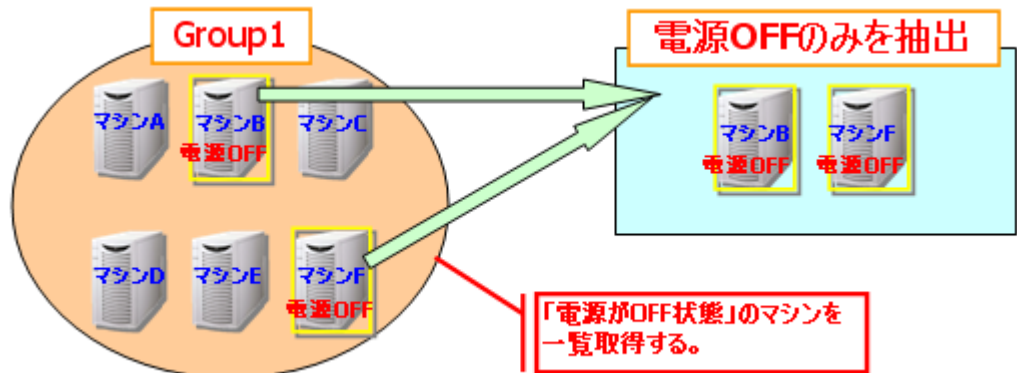 Group1
電源OFFのみを抽出
マシンA
マシンB
電源OFF
マシンC
マシンB
電源OFF
マシンF
電源OFF
マシンD
マシンE
マシンF
電源OFF
「電源がOFF状態」のマシンを
一覧取得する。